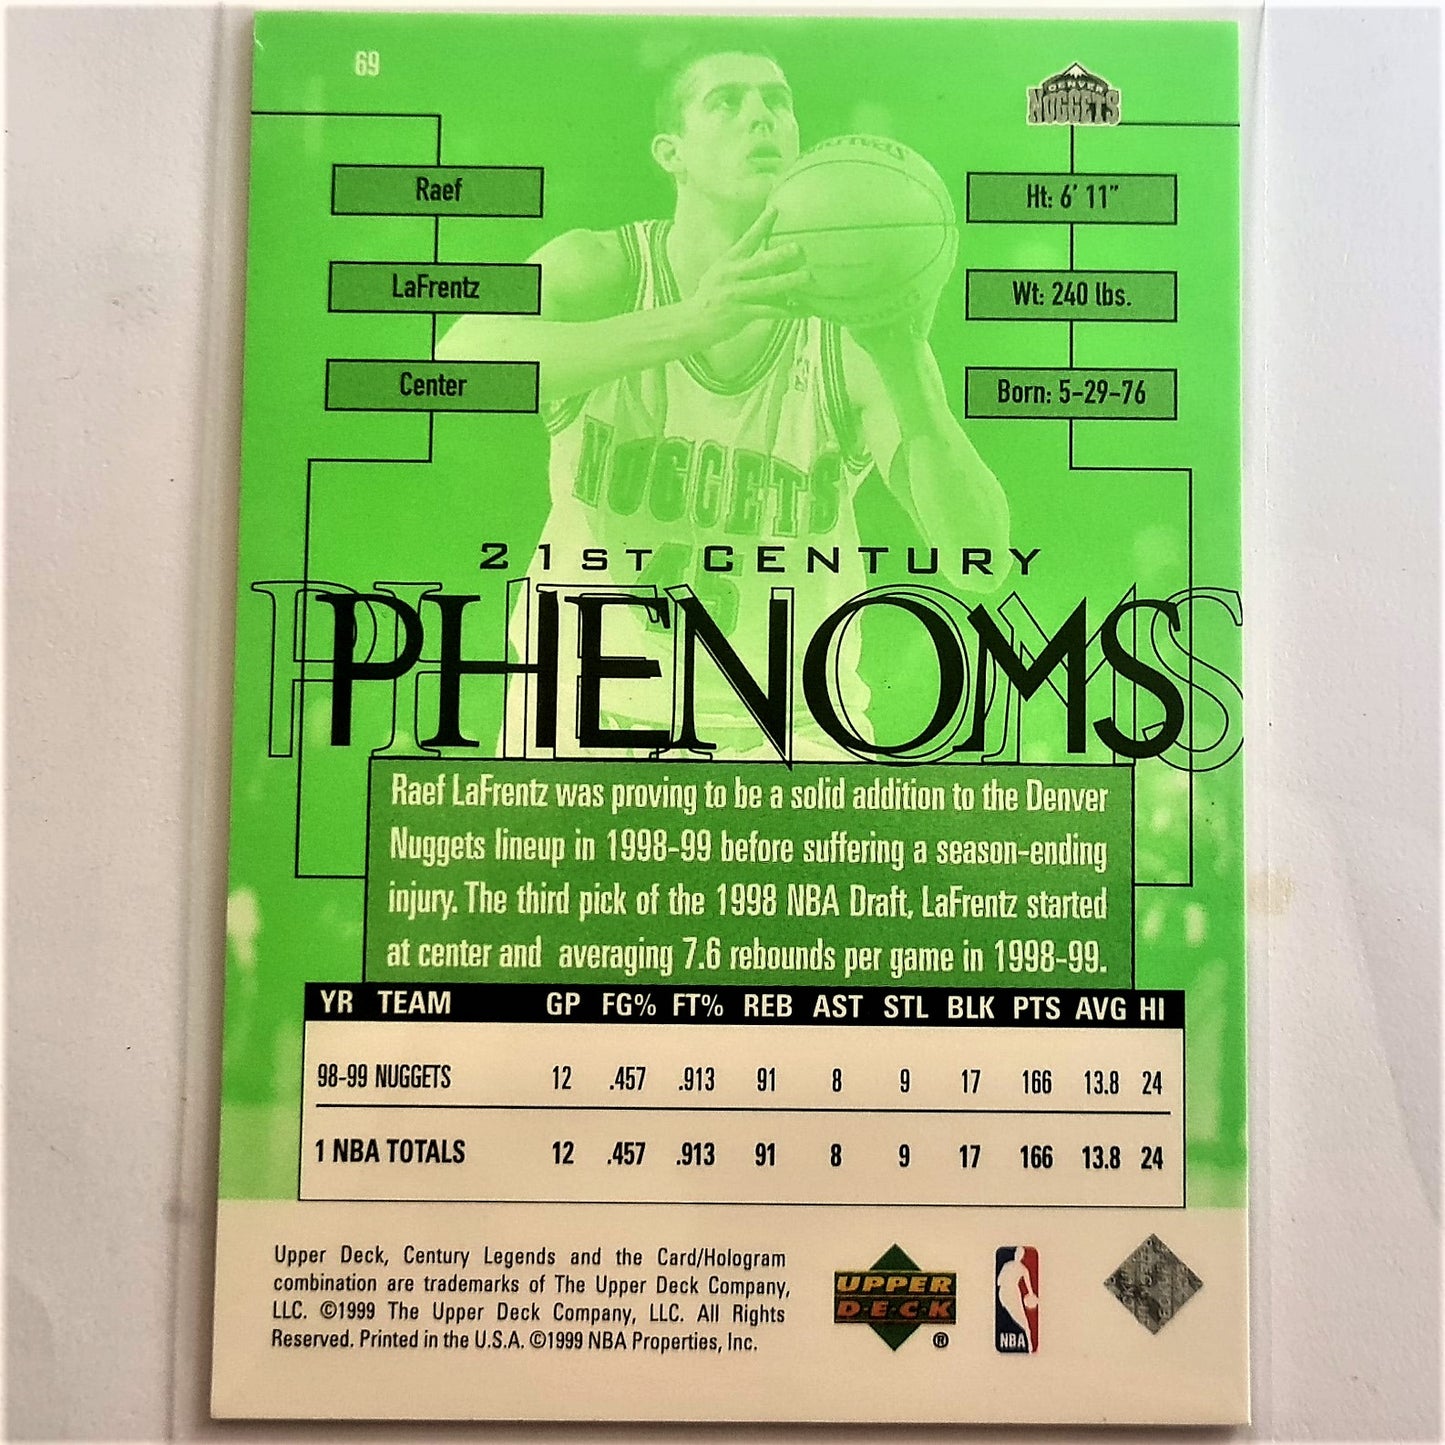 69
DENVER
NUGGETS
Raef
LaFrentz
Center
Ht: 6' 11"
Wt: 240 lbs.
Born: 5-29-76
NUGGETS
45
21ST CENTURY
PHENOMS
Raef LaFrentz was proving to be a solid addition to the Denver
Nuggets lineup in 1998-99 before suffering a season-ending
injury. The third pick of the 1998 NBA Draft, LaFrentz started
at center and averaging 7.6 rebounds per game in 1998-99.
YR TEAM GP FG% FT% REB AST STL BLK PTS AVG HI
98-99 NUGGETS 12 .457 .913 91 8 9 17 166 13.8 24
1 NBA TOTALS 12 .457 .913 91 8 9 17 166 13.8 24
Upper Deck, Century Legends and the Card/Hologram
combination are trademarks of The Upper Deck Company,
LLC. ©1999 The Upper Deck Company, LLC. All Rights
Reserved. Printed in the U.S.A. ©1999 NBA Properties, Inc.
UPPER
D·E·C·K
®
NBA